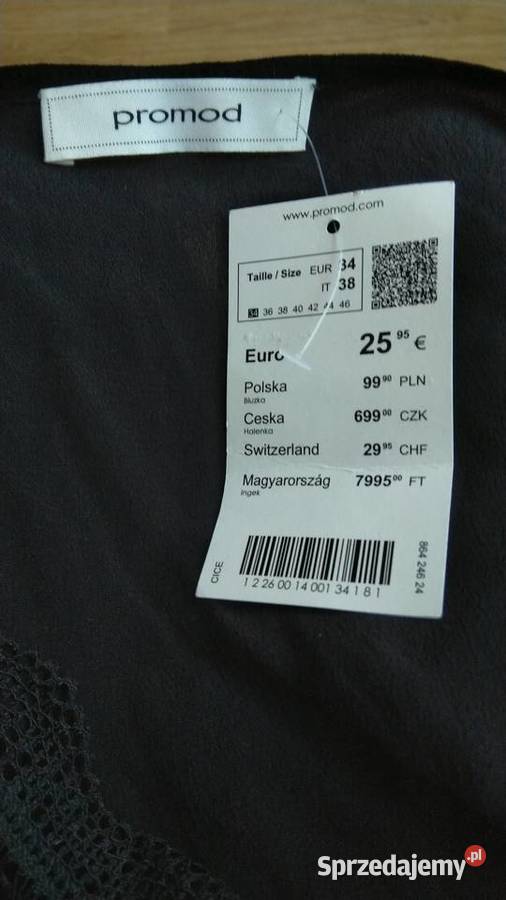 promod
www.promod.com
Taille / Size EUR 34
IT 38
34 36 38 40 42 44 46
Euro 25 95 €
Polska 99 90 PLN
Bluzka
Ceska 699 00 CZK
Halenka
Switzerland 29 95 CHF
Magyarország 7995 00 FT
Ingek
CICE
864 246 24
1 2 26 00 14 001 34 18 1
Sprzedajemy.pl